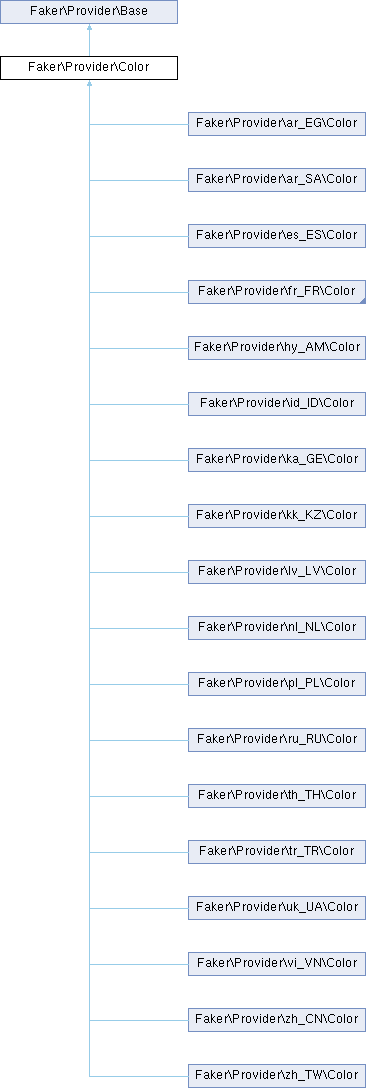 Faker\Provider\Base
Faker\Provider\Color
Faker\Provider\ar_EG\Color
Faker\Provider\ar_SA\Color
Faker\Provider\es_ES\Color
Faker\Provider\fr_FR\Color
Faker\Provider\hy_AM\Color
Faker\Provider\id_ID\Color
Faker\Provider\ka_GE\Color
Faker\Provider\kk_KZ\Color
Faker\Provider\lv_LV\Color
Faker\Provider\nl_NL\Color
Faker\Provider\pl_PL\Color
Faker\Provider\ru_RU\Color
Faker\Provider\th_TH\Color
Faker\Provider\tr_TR\Color
Faker\Provider\uk_UA\Color
Faker\Provider\vi_VN\Color
Faker\Provider\zh_CN\Color
Faker\Provider\zh_TW\Color